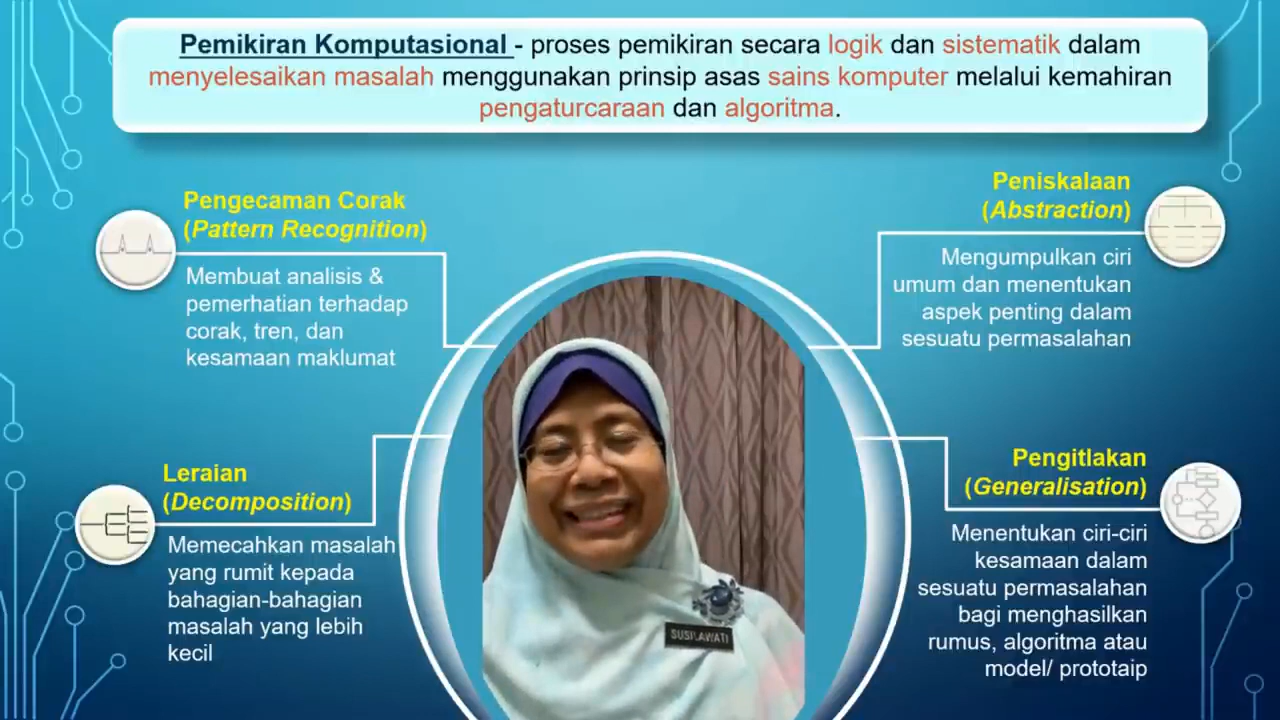 Pemikiran Komputasional - proses pemikiran secara logik dan sistematik dalam
menyelesaikan masalah menggunakan prinsip asas sains komputer melalui kemahiran
pengaturcaraan dan algoritma.
Pengecaman Corak
(Pattern Recognition)
Membuat analisis &
pemerhatian terhadap
corak, tren, dan
kesamaan maklumat
Peniskalaan
(Abstraction)
Mengumpulkan ciri
umum dan menentukan
aspek penting dalam
sesuatu permasalahan
Leraian
(Decomposition)
Memecahkan masalah
yang rumit kepada
bahagian-bahagian
masalah yang lebih
kecil
Pengitlakan
(Generalisation)
Menentukan ciri-ciri
kesamaan dalam
sesuatu permasalahan
bagi menghasilkan
rumus, algoritma atau
model/ prototaip
SUSILAWATI